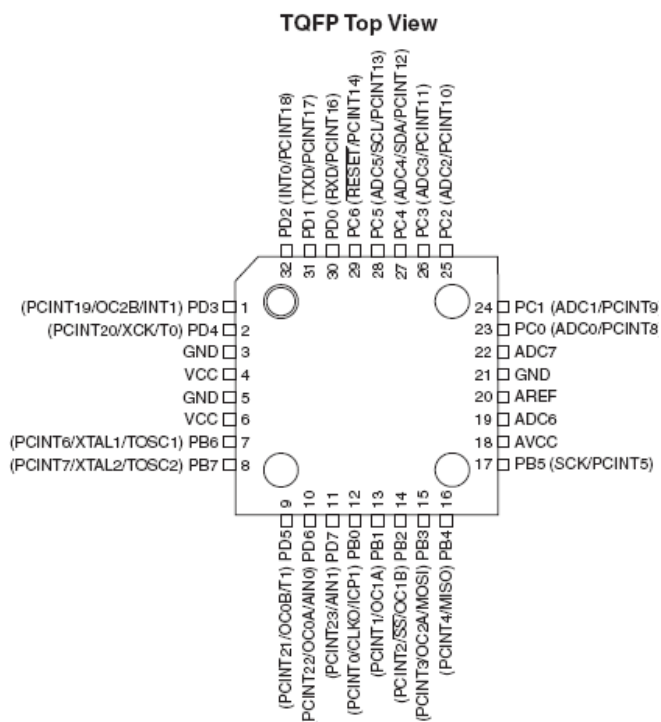 TQFP Top View
PD2 (INT0/PCINT18)
PD1 (TXD/PCINT17)
PD0 (RXD/PCINT16)
PC6 (RESET/PCINT14)
PC5 (ADC5/SCL/PCINT13)
PC4 (ADC4/SDA/PCINT12)
PC3 (ADC3/PCINT11)
PC2 (ADC2/PCINT10)
32 31 30 29 28 27 26 25
(PCINT19/OC2B/INT1) PD3 1
(PCINT20/XCK/T0) PD4 2
GND 3
VCC 4
GND 5
VCC 6
(PCINT6/XTAL1/TOSC1) PB6 7
(PCINT7/XTAL2/TOSC2) PB7 8
24 PC1 (ADC1/PCINT9
23 PC0 (ADC0/PCINT8
22 ADC7
21 GND
20 AREF
19 ADC6
18 AVCC
17 PB5 (SCK/PCINT5)
9 10 11 12 13 14 15 16
(PCINT21/OC0B/T1) PD5
PCINT22/OC0A/AIN0) PD6
(PCINT23/AIN1) PD7
(PCINT0/CLKO/ICP1) PB0
(PCINT1/OC1A) PB1
(PCINT2/SS/OC1B) PB2
(PCINT3/OC2A/MOSI) PB3
(PCINT4/MISO) PB4